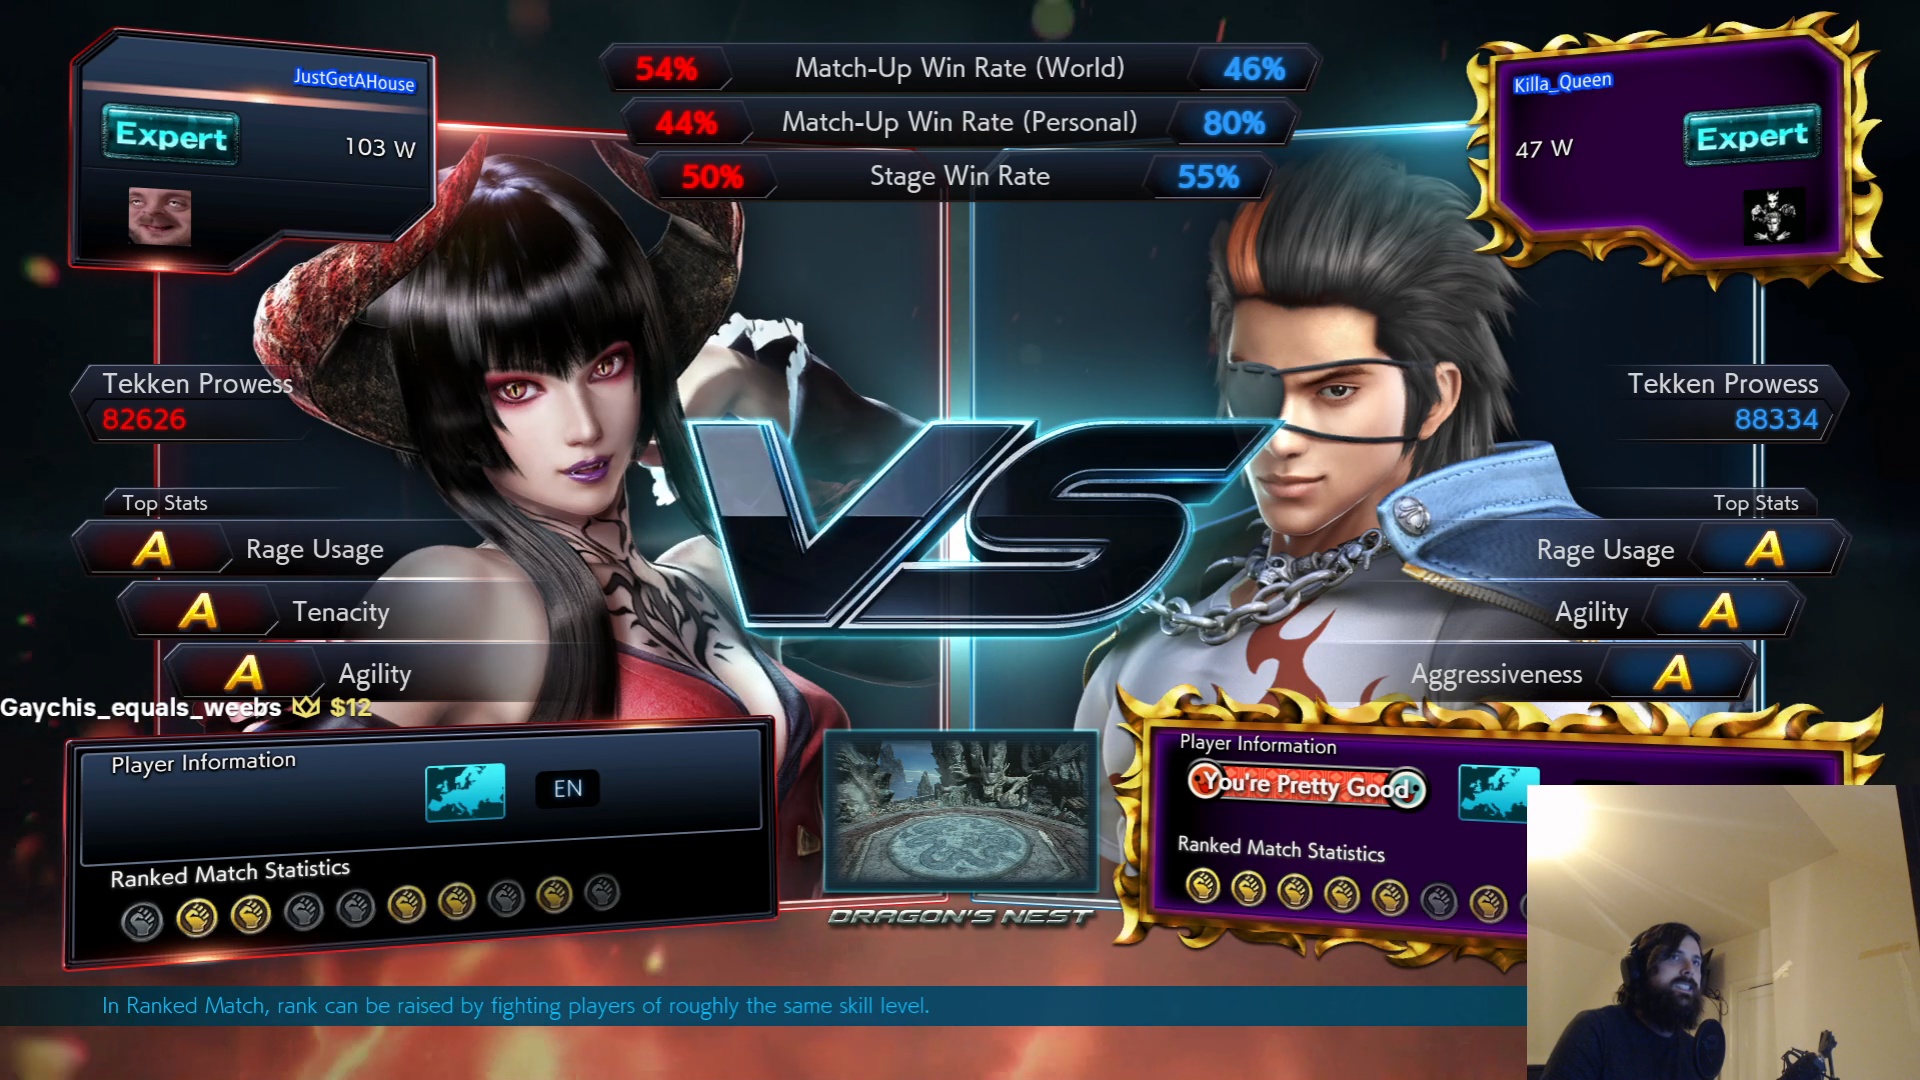 54% Match-Up Win Rate (World) 46%
44% Match-Up Win Rate (Personal) 80%
50% Stage Win Rate 55%
JustGetAHouse
Expert 103 W
Killa_Queen
47 W Expert
Tekken Prowess
82626
Tekken Prowess
88334
VS
Top Stats
A Rage Usage
A Tenacity
A Agility
Top Stats
Rage Usage A
Agility A
Aggressiveness A
Gaychis_equals_weebs $12
Player Information
EN
Ranked Match Statistics
DRAGON'S NEST
Player Information
You're Pretty Good
Ranked Match Statistics
In Ranked Match, rank can be raised by fighting players of roughly the same skill level.